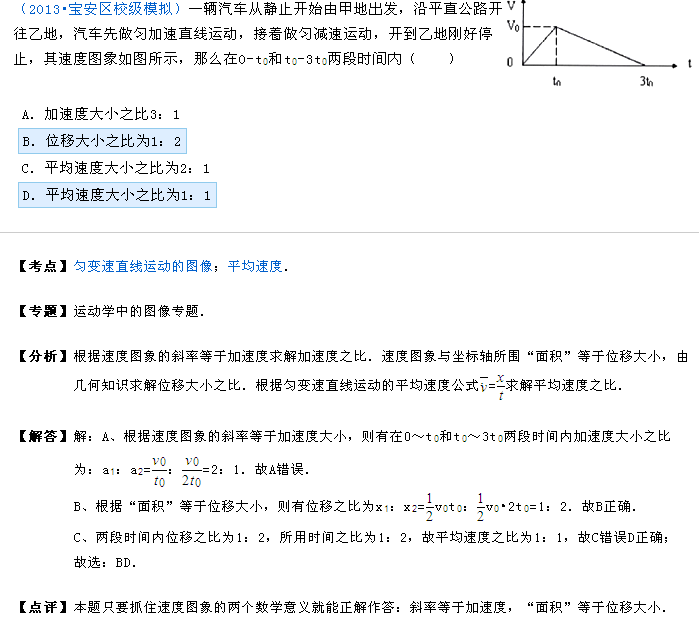 （2013•宝安区校级模拟）一辆汽车从静止开始由甲地出发，沿平直公路开
往乙地，汽车先做匀加速直线运动，接着做匀减速运动，开到乙地刚好停
止，其速度图象如图所示，那么在0-t0和t0-3t0两段时间内（　　）
V
V0
0
t0
3t0
t
A．加速度大小之比3：1
B．位移大小之比为1：2
C．平均速度大小之比为2：1
D．平均速度大小之比为1：1
【考点】匀变速直线运动的图像；平均速度．
【专题】运动学中的图像专题．
【分析】根据速度图象的斜率等于加速度求解加速度之比．速度图象与坐标轴所围“面积”等于位移大小，由
几何知识求解位移大小之比．根据匀变速直线运动的平均速度公式v̄=x/t求解平均速度之比．
【解答】解：A、根据速度图象的斜率等于加速度大小，则有在0～t0和t0～3t0两段时间内加速度大小之比
为：a1：a2=v0/t0：v0/2t0=2：1．故A错误．
B、根据“面积”等于位移大小，则有位移之比为x1：x2=1/2v0t0：1/2v0•2t0=1：2．故B正确．
C、两段时间内位移之比为1：2，所用时间之比为1：2，故平均速度之比为1：1，故C错误D正确；
故选：BD．
【点评】本题只要抓住速度图象的两个数学意义就能正解作答：斜率等于加速度，“面积”等于位移大小．